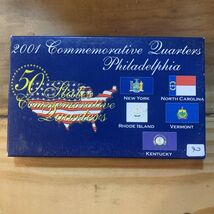 2001 Commemorative Quarters
Philadelphia
50 State
Commemorative
Quarters
NEW YORK
NORTH CAROLINA
RHODE ISLAND
VERMONT
KENTUCKY